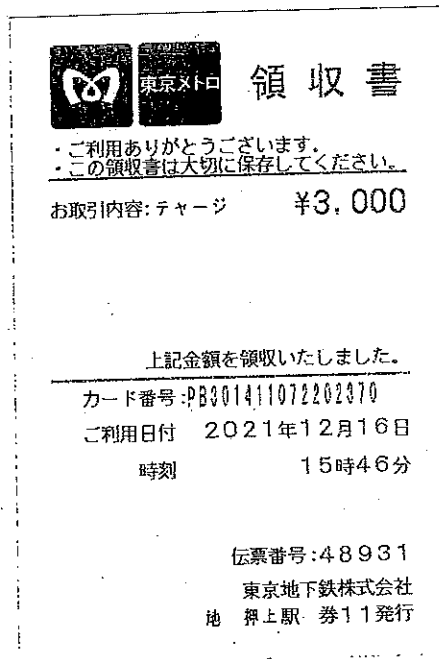 東京メトロ
領収書
・ご利用ありがとうございます。
・この領収書は大切に保存してください。
お取引内容:チャージ ¥3,000
上記金額を領収いたしました。
カード番号:PB301411072202370
ご利用日付 2021年12月16日
時刻 15時46分
伝票番号:48931
東京地下鉄株式会社
地 押上駅 券11発行